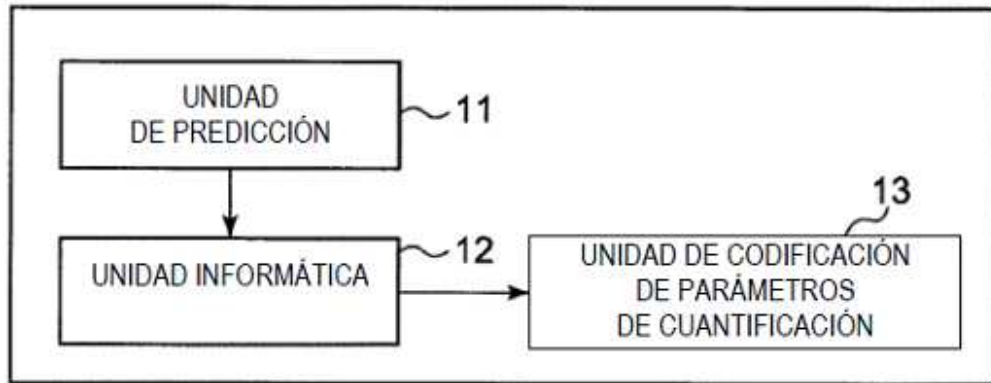 UNIDAD
DE PREDICCIÓN
11
13
UNIDAD INFORMÁTICA
12
UNIDAD DE CODIFICACIÓN
DE PARÁMETROS
DE CUANTIFICACIÓN